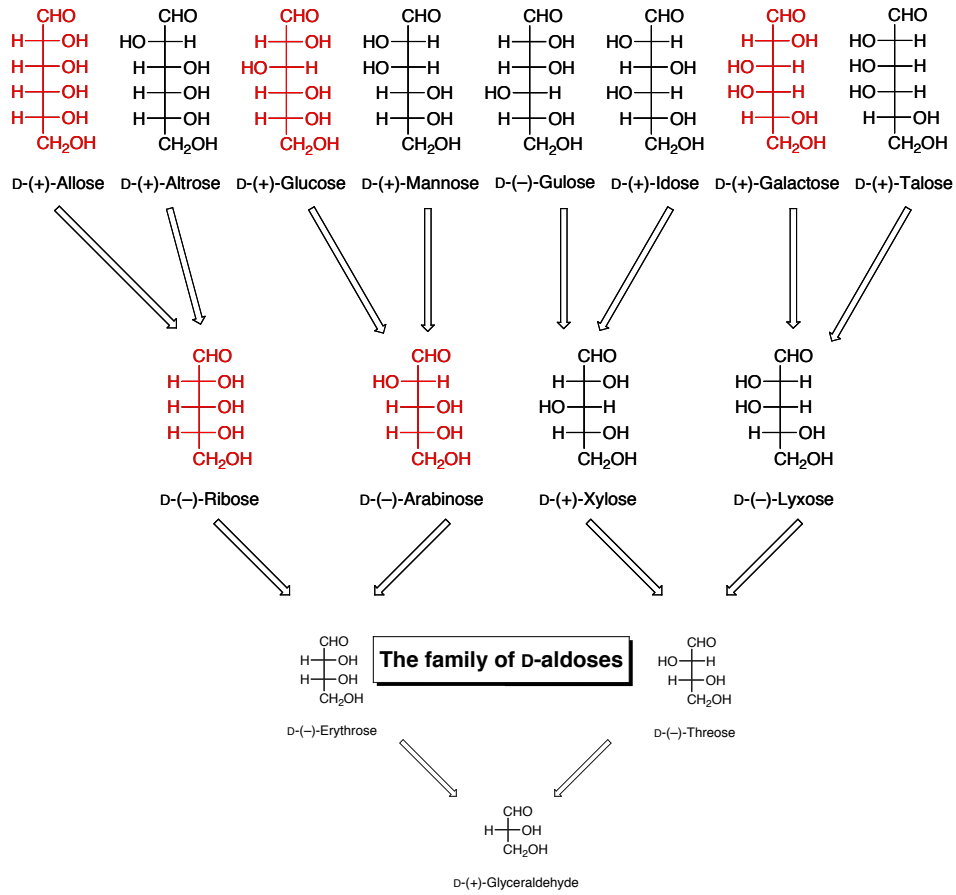 CHO CHO CHO CHO CHO CHO CHO CHO
H OH HO H H OH HO H H OH HO H H OH HO H
H OH H OH HO H HO H H OH H OH HO H HO H
H OH H OH H OH H OH HO H HO H HO H HO H
H OH H OH H OH H OH H OH H OH H OH H OH
CH₂OH CH₂OH CH₂OH CH₂OH CH₂OH CH₂OH CH₂OH CH₂OH
D-(+)-Allose D-(+)-Altrose D-(+)-Glucose D-(+)-Mannose D-(–)-Gulose D-(+)-Idose D-(+)-Galactose D-(+)-Talose
CHO CHO CHO CHO
H OH HO H H OH HO H
H OH H OH HO H HO H
H OH H OH H OH H OH
CH₂OH CH₂OH CH₂OH CH₂OH
D-(–)-Ribose D-(–)-Arabinose D-(+)-Xylose D-(–)-Lyxose
The family of D-aldoses
CHO CHO
H OH HO H
H OH H OH
CH₂OH CH₂OH
D-(–)-Erythrose D-(–)-Threose
CHO
H OH
CH₂OH
D-(+)-Glyceraldehyde